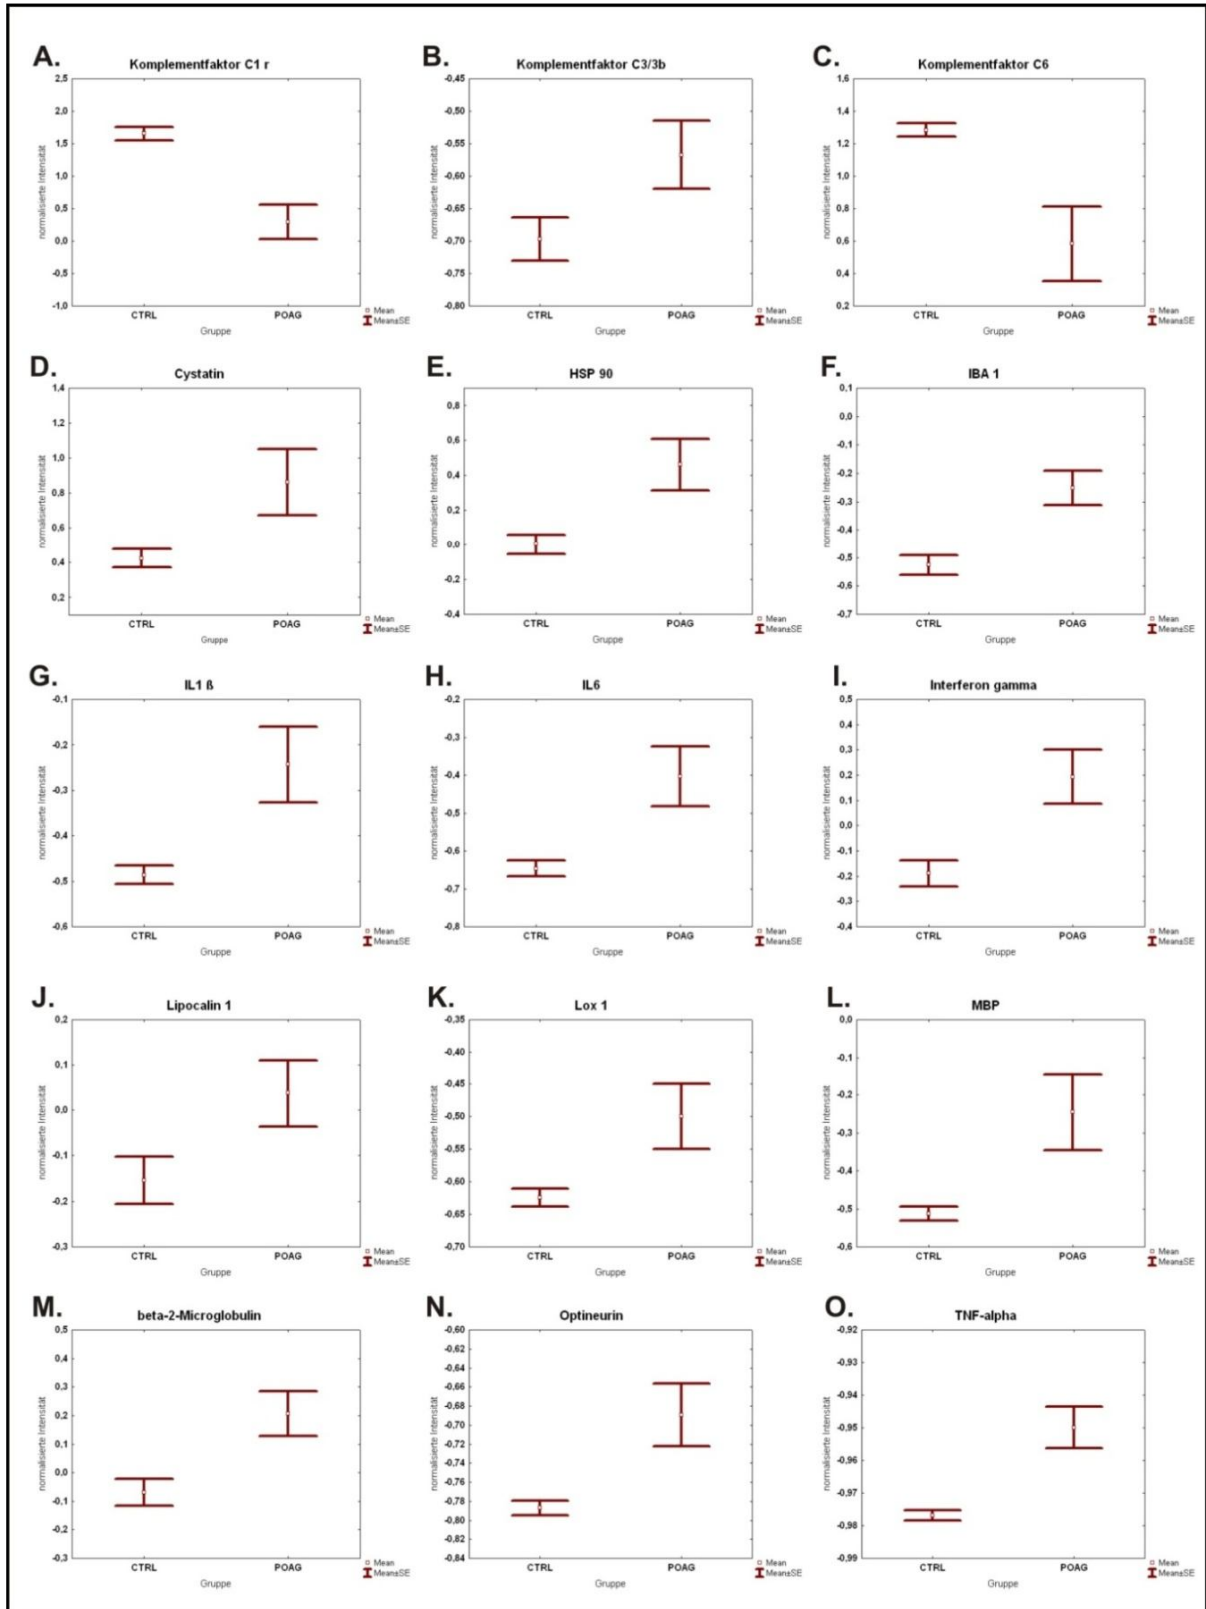 A. Komplementfaktor C1 r
normalisierte Intensität
2,5
2,0
1,5
1,0
0,5
0,0
-0,5
-1,0
CTRL POAG
Gruppe
Mean
Mean±SE
B. Komplementfaktor C3/3b
normalisierte Intensität
-0,45
-0,50
-0,55
-0,60
-0,65
-0,70
-0,75
-0,80
CTRL POAG
Gruppe
Mean
Mean±SE
C. Komplementfaktor C6
normalisierte Intensität
1,6
1,4
1,2
1,0
0,8
0,6
0,4
0,2
CTRL POAG
Gruppe
Mean
Mean±SE
D. Cystatin
normalisierte Intensität
1,4
1,2
1,0
0,8
0,6
0,4
0,2
CTRL POAG
Gruppe
Mean
Mean±SE
E. HSP 90
normalisierte Intensität
0,8
0,6
0,4
0,2
0,0
-0,2
-0,4
CTRL POAG
Gruppe
Mean
Mean±SE
F. IBA 1
normalisierte Intensität
0,1
0,0
-0,1
-0,2
-0,3
-0,4
-0,5
-0,6
-0,7
CTRL POAG
Gruppe
Mean
Mean±SE
G. IL1 ß
normalisierte Intensität
-0,1
-0,2
-0,3
-0,4
-0,5
-0,6
CTRL POAG
Gruppe
Mean
Mean±SE
H. IL6
normalisierte Intensität
-0,2
-0,3
-0,4
-0,5
-0,6
-0,7
-0,8
CTRL POAG
Gruppe
Mean
Mean±SE
I. Interferon gamma
normalisierte Intensität
0,5
0,4
0,3
0,2
0,1
0,0
-0,1
-0,2
-0,3
-0,4
CTRL POAG
Gruppe
Mean
Mean±SE
J. Lipocalin 1
normalisierte Intensität
0,2
0,1
0,0
-0,1
-0,2
-0,3
CTRL POAG
Gruppe
Mean
Mean±SE
K. Lox 1
normalisierte Intensität
-0,35
-0,40
-0,45
-0,50
-0,55
-0,60
-0,65
-0,70
CTRL POAG
Gruppe
Mean
Mean±SE
L. MBP
normalisierte Intensität
0,0
-0,1
-0,2
-0,3
-0,4
-0,5
-0,6
CTRL POAG
Gruppe
Mean
Mean±SE
M. beta-2-Microglobulin
normalisierte Intensität
0,5
0,4
0,3
0,2
0,1
0,0
-0,1
-0,2
-0,3
CTRL POAG
Gruppe
Mean
Mean±SE
N. Optineurin
normalisierte Intensität
-0,60
-0,62
-0,64
-0,66
-0,68
-0,70
-0,72
-0,74
-0,76
-0,78
-0,80
-0,82
-0,84
CTRL POAG
Gruppe
Mean
Mean±SE
O. TNF-alpha
normalisierte Intensität
-0,92
-0,93
-0,94
-0,95
-0,96
-0,97
-0,98
-0,99
CTRL POAG
Gruppe
Mean
Mean±SE